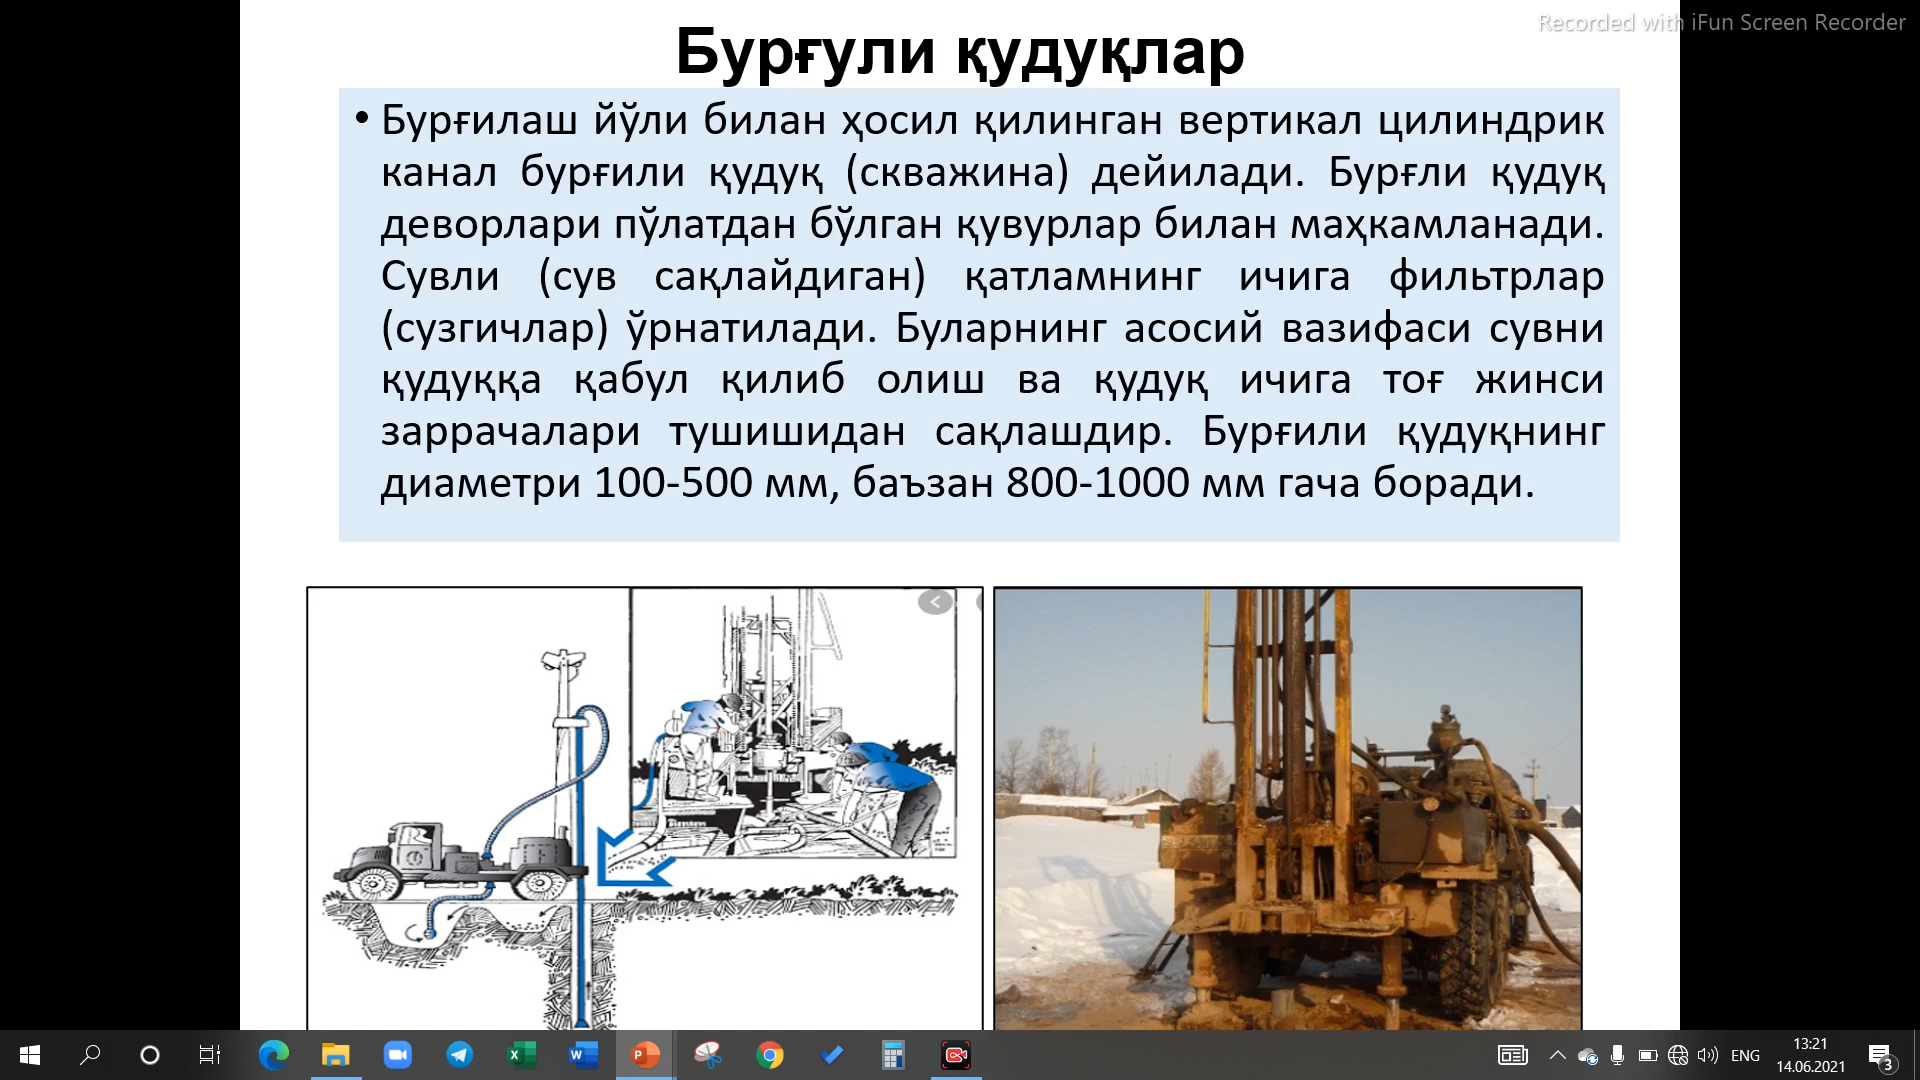 Recorded with iFun Screen Recorder
Бурғули қудуқлар
• Бурғилаш йўли билан ҳосил қилинган вертикал цилиндрик
канал бурғили қудуқ (скважина) дейилади. Бурғли қудуқ
деворлари пўлатдан бўлган қувурлар билан маҳкамланади.
Сувли (сув сақлайдиган) қатламнинг ичига фильтрлар
(сузгичлар) ўрнатилади. Буларнинг асосий вазифаси сувни
қудуққа қабул қилиб олиш ва қудуқ ичига тоғ жинси
заррачалари тушишидан сақлашдир. Бурғили қудуқнинг
диаметри 100-500 мм, баъзан 800-1000 мм гача боради.
ENG
13:21
14.06.2021
3